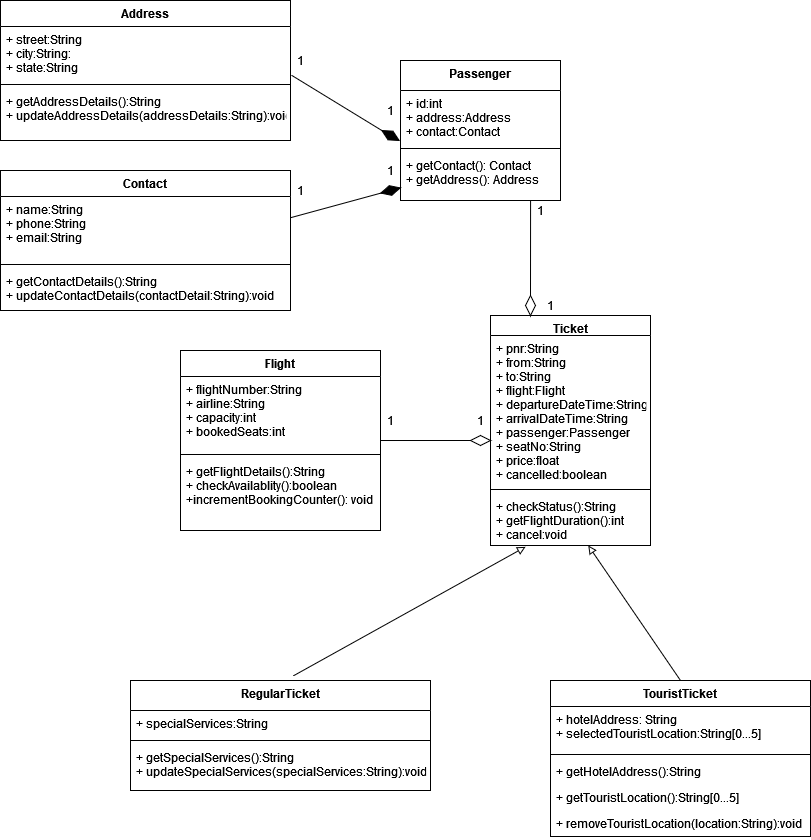 Address
+ street:String
+ city:String:
+ state:String
+ getAddressDetails():String
+ updateAddressDetails(addressDetails:String):voi
1
1
Passenger
+ id:int
+ address:Address
+ contact:Contact
+ getContact(): Contact
+ getAddress(): Address
Contact
+ name:String
+ phone:String
+ email:String
+ getContactDetails():String
+ updateContactDetails(contactDetail:String):void
1
1
1
1
Ticket
+ pnr:String
+ from:String
+ to:String
+ flight:Flight
+ departureDateTime:String
+ arrivalDateTime:String
+ passenger:Passenger
+ seatNo:String
+ price:float
+ cancelled:boolean
+ checkStatus():String
+ getFlightDuration():int
+ cancel:void
Flight
+ flightNumber:String
+ airline:String
+ capacity:int
+ bookedSeats:int
+ getFlightDetails():String
+ checkAvailablity():boolean
+incrementBookingCounter(): void
1
1
RegularTicket
+ specialServices:String
+ getSpecialServices():String
+ updateSpecialServices(specialServices:String):void
TouristTicket
+ hotelAddress: String
+ selectedTouristLocation:String[0...5]
+ getHotelAddress():String
+ getTouristLocation():String[0...5]
+ removeTouristLocation(location:String):void